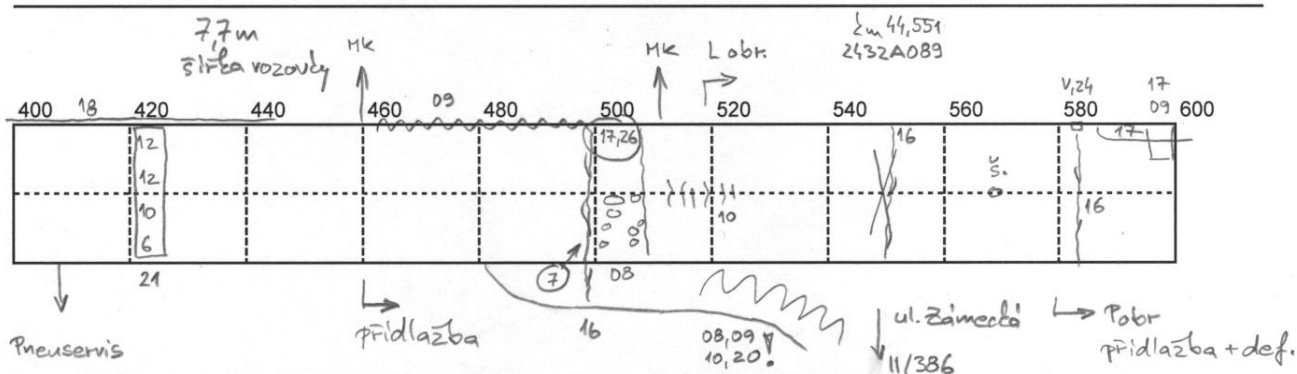 7,7m
šířka vozovky
MK
MK
L obr.
km 44,551
2432A089
400 18 420 440 460 09 480 500 520 540 560 V,24 580 17 09 600
12
12
10
6
21
17,26
10
16
š.
16
17
7
08
16
Pneuservis
přídlažba
08,09
10,20!
ul. Zámecká
II/386
Pobr
přídlažba + def.